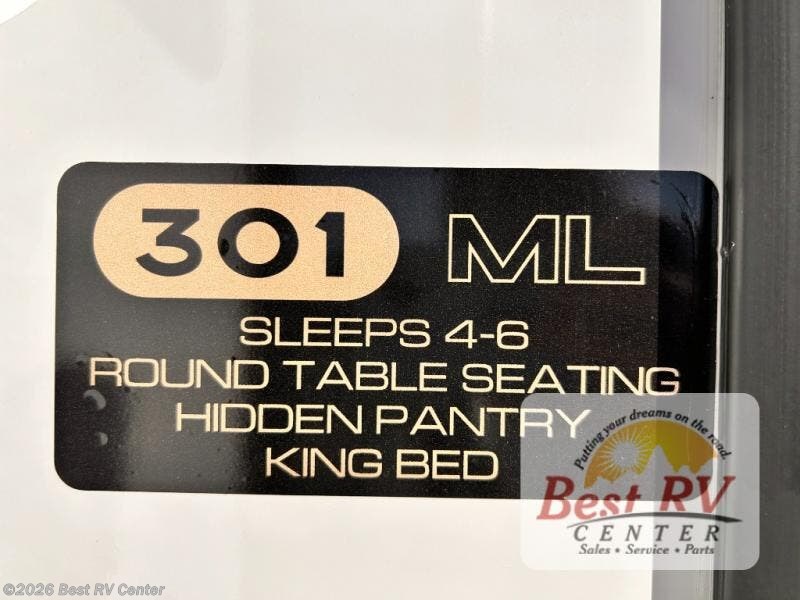 301 ML
SLEEPS 4-6
ROUND TABLE SEATING
HIDDEN PANTRY
KING BED
Putting your dreams on the road.
Best RV
CENTER
Sales • Service • Parts
©2026 Best RV Center